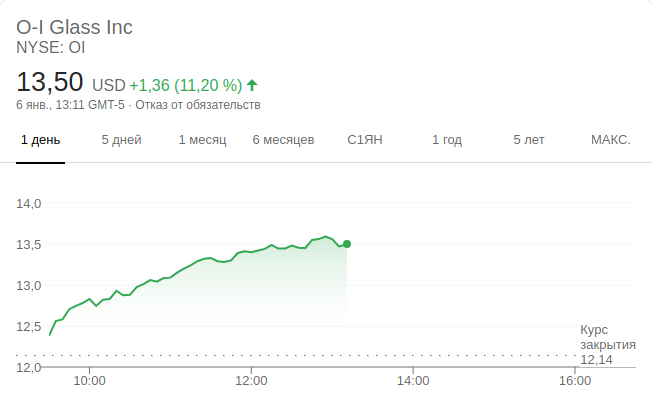 O-I Glass Inc
NYSE: OI
13,50 USD +1,36 (11,20 %)
6 янв., 13:11 GMT-5 · Отказ от обязательств
1 день 5 дней 1 месяц 6 месяцев С1ЯН 1 год 5 лет МАКС.
14,0
13,5
13,0
12,5
Курс
закрытия
12,14
12,0
10:00 12:00 14:00 16:00